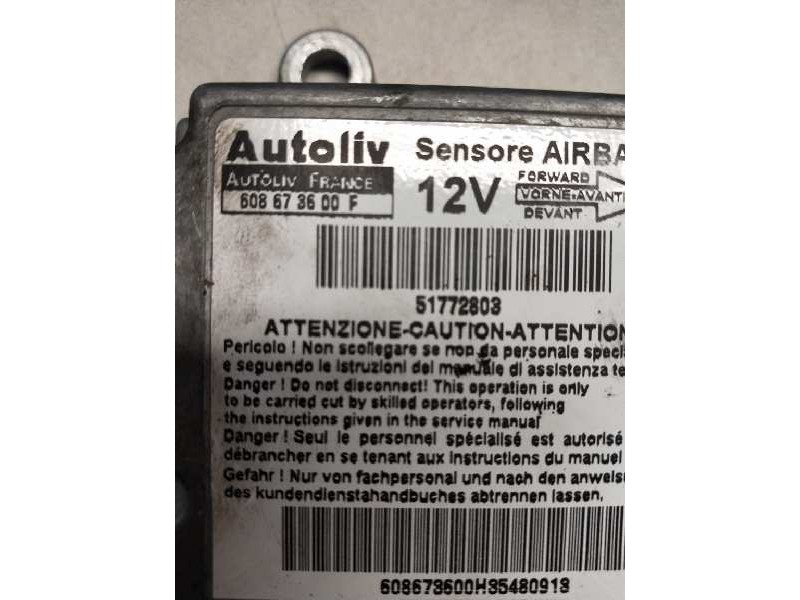 Autoliv Sensore AIRBA
AUTOLIV FRANCE
608 67 36 00 F
12V
FORWARD
VORNE-AVANTI
DEVANT
51772803
ATTENZIONE-CAUTION-ATTENTION
Pericolo ! Non scollegare se non da personale speci
e seguendo le istruzioni del manuale di assistenza te
Danger ! Do not disconnect! This operation is only
to be carried out by skilled operators, following
the instructions given in the service manual
Danger ! Seul le personnel spécialisé est autorisé
débrancher en se tenant aux instructions du manuel
Gefahr ! Nur von fachpersonal und nach den anweis
des kundendienstahandbuches abtrennen lassen.
608673600H35480913